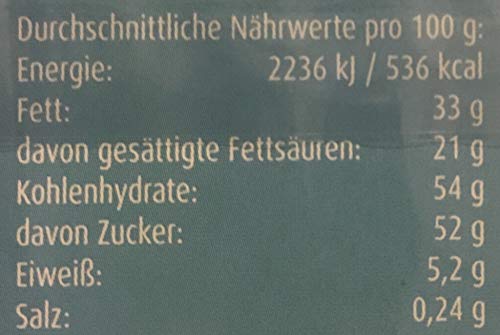 Durchschnittliche Nährwerte pro 100 g:
Energie: 2236 kJ / 536 kcal
Fett: 33 g
davon gesättigte Fettsäuren: 21 g
Kohlenhydrate: 54 g
davon Zucker: 52 g
Eiweiß: 5,2 g
Salz: 0,24 g